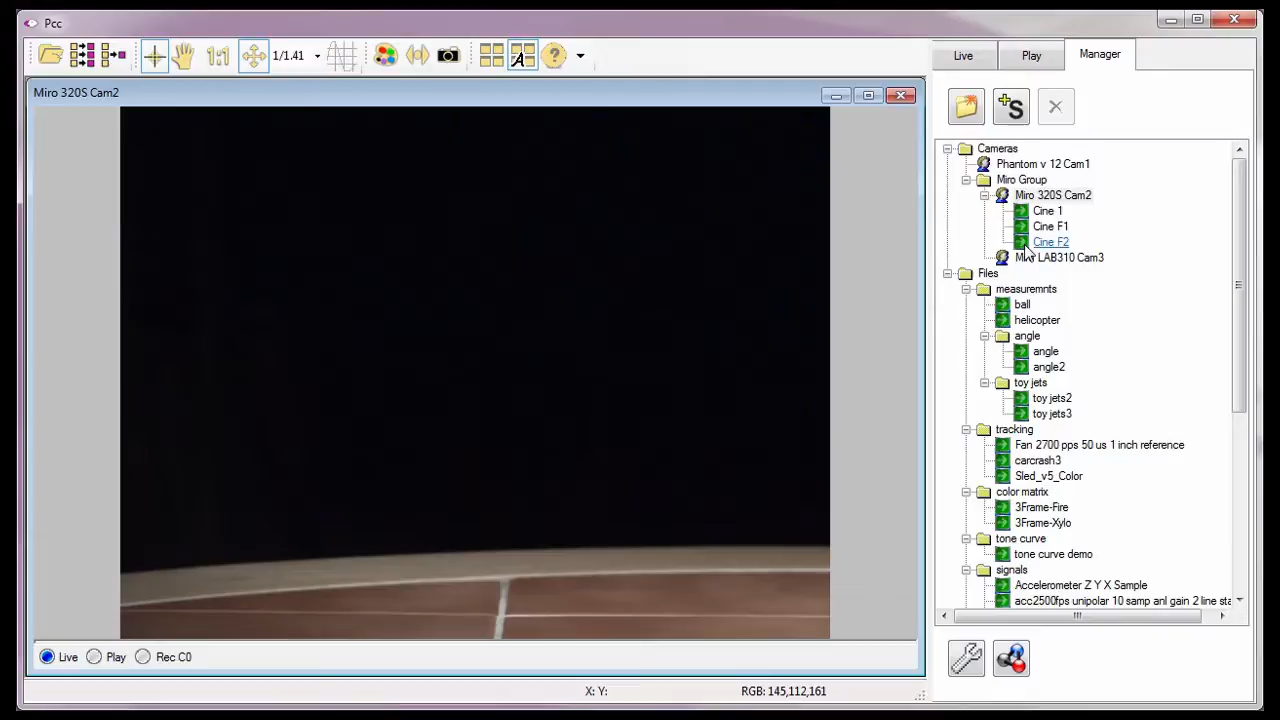 Pcc
1:1
1/1.41
A
?
Live
Play
Manager
Miro 320S Cam2
+S
Cameras
Phantom v 12 Cam1
Miro Group
Miro 320S Cam2
Cine 1
Cine F1
Cine F2
LAB310 Cam3
Files
measuremnts
ball
helicopter
angle
angle
angle2
toy jets
toy jets2
toy jets3
tracking
Fan 2700 pps 50 us 1 inch reference
carcrash3
Sled_v5_Color
color matrix
3Frame-Fire
3Frame-Xylo
tone curve
tone curve demo
signals
Accelerometer Z Y X Sample
acc2500fps unipolar 10 samp anl gain 2 line sta
Live
Play
Rec C0
X: Y:
RGB: 145,112,161